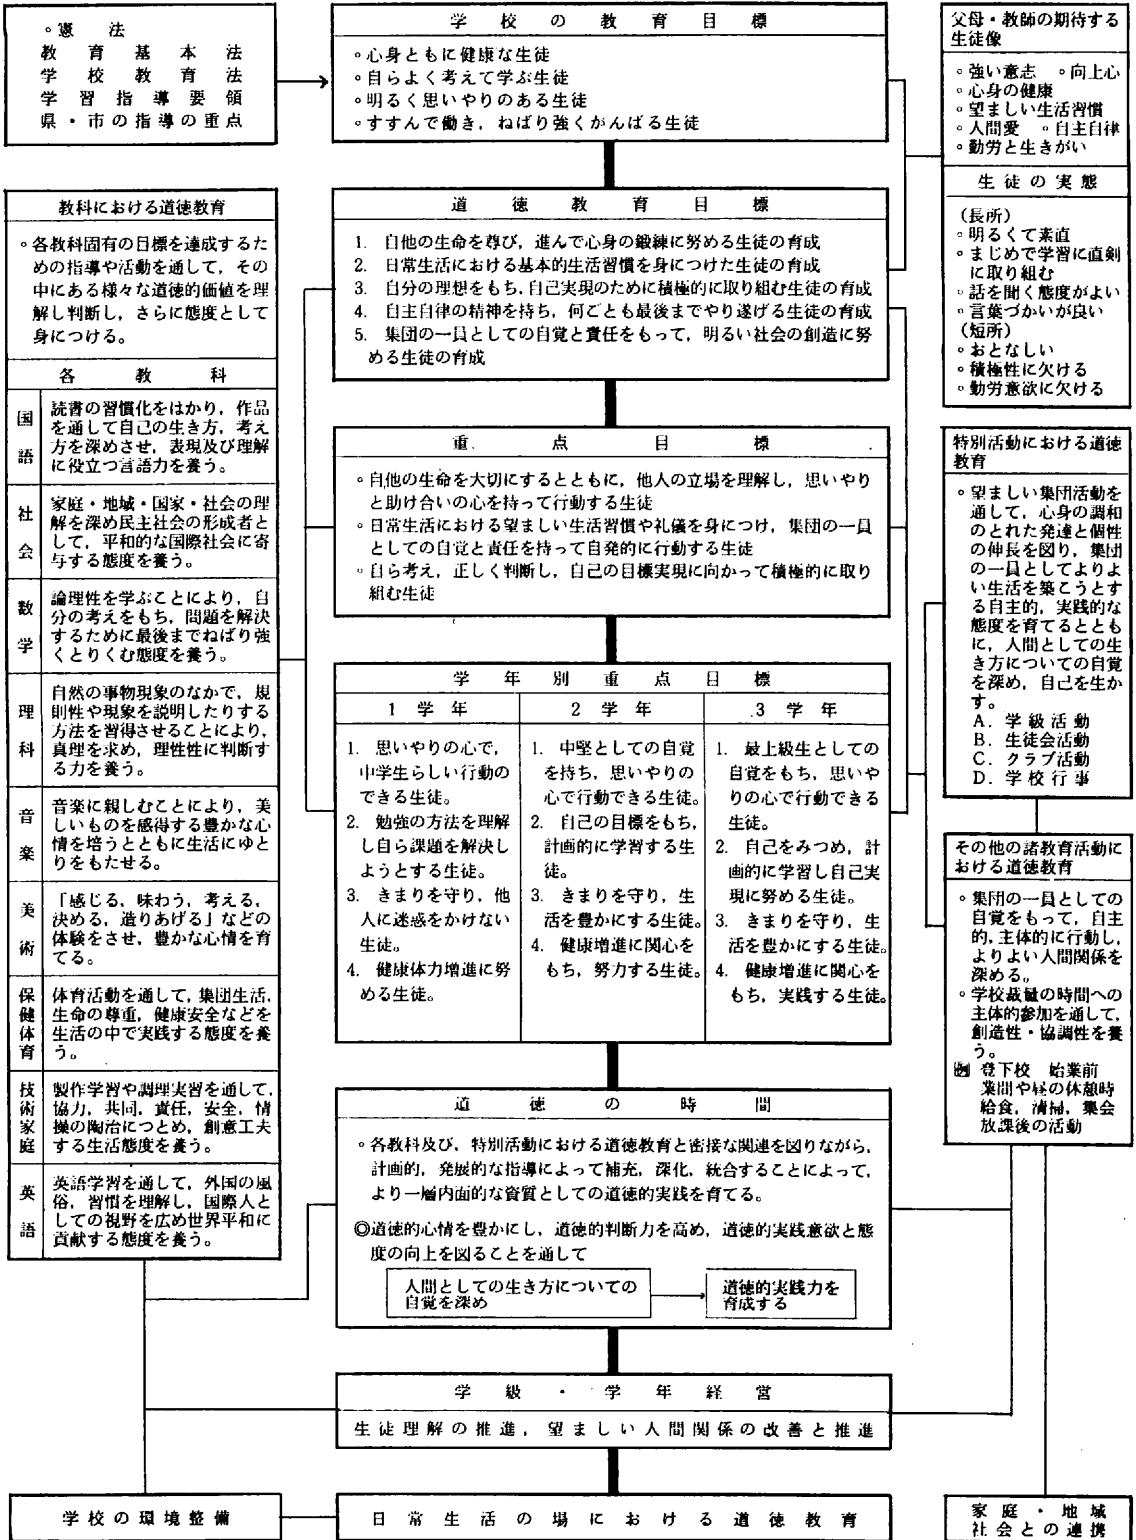 。憲法
教育基本法
学校教育法
学習指導要領
県・市の指導の重点
学校の教育目標
。心身ともに健康な生徒
。自らよく考えて学ぶ生徒
。明るく思いやりのある生徒
。すすんで働き，ねばり強くがんばる生徒
父母・教師の期待する
生徒像
。強い意志 。向上心
。心身の健康
。望ましい生活習慣
。人間愛 。自主自律
。勤労と生きがい
生徒の実態
（長所）
。明るくて素直
。まじめで学習に真剣
に取り組む
。話を聞く態度がよい
。言葉づかいが良い
（短所）
。おとなしい
。積極性に欠ける
。勤労意欲に欠ける
教科における道徳教育
。各教科固有の目標を達成するた
めの指導や活動を通して，その
中にある様々な道徳的価値を理
解し判断し，さらに態度として
身につける。
各教科
国語
読書の習慣化をはかり，作品
を通して自己の生き方，考え
方を深めさせ，表現及び理解
に役立つ言語力を養う。
社会
家庭・地域・国家・社会の理
解を深め民主社会の形成者と
して，平和的な国際社会に寄
与する態度を養う。
数学
論理性を学ぶことにより，自
分の考えをもち，問題を解決
するために最後までねばり強
くとりくむ態度を養う。
理科
自然の事物現象のなかで，規
則性や現象を説明したりする
方法を習得させることにより，
真理を求め，理性性に判断す
る力を養う。
音楽
音楽に親しむことにより，美
しいものを感得する豊かな心
情を培うとともに生活にゆと
りをもたせる。
美術
「感じる，味わう，考える，
決める，造りあげる」などの
体験をさせ，豊かな心情を育
てる。
保健体育
体育活動を通して，集団生活，
生命の尊重，健康安全などを
生活の中で実践する態度を養
う。
技術家庭
製作学習や調理実習を通して，
協力，共同，責任，安全，情
操の陶治につとめ，創意工夫
する生活態度を養う。
英語
英語学習を通して，外国の風
俗，習慣を理解し，国際人と
しての視野を広め世界平和に
貢献する態度を養う。
道徳教育目標
1. 自他の生命を尊び，進んで心身の鍛練に努める生徒の育成
2. 日常生活における基本的生活習慣を身につけた生徒の育成
3. 自分の理想をもち，自己実現のために積極的に取り組む生徒の育成
4. 自主自律の精神を持ち，何ごとも最後までやり遂げる生徒の育成
5. 集団の一員としての自覚と責任をもって，明るい社会の創造に努
める生徒の育成
重点目標
。自他の生命を大切にするとともに，他人の立場を理解し，思いやり
と助け合いの心を持って行動する生徒
。日常生活における望ましい生活習慣や礼儀を身につけ，集団の一員
としての自覚と責任を持って自発的に行動する生徒
。自ら考え，正しく判断し，自己の目標実現に向かって積極的に取り
組む生徒
学年別重点目標
1学年
1. 思いやりの心で，
中学生らしい行動の
できる生徒。
2. 勉強の方法を理解
し自ら課題を解決し
ようとする生徒。
3. きまりを守り，他
人に迷惑をかけない
生徒。
4. 健康体力増進に努
める生徒。
2学年
1. 中堅としての自覚
を持ち，思いやりの
心で行動できる生徒。
2. 自己の目標をもち，
計画的に学習する生
徒。
3. きまりを守り，生
活を豊かにする生徒。
4. 健康増進に関心を
もち，努力する生徒。
3学年
1. 最上級生としての
自覚をもち，思いや
りの心で行動できる
生徒。
2. 自己をみつめ，計
画的に学習し自己実
現に努める生徒。
3. きまりを守り，生
活を豊かにする生徒。
4. 健康増進に関心を
もち，実践する生徒。
特別活動における道徳
教育
。望ましい集団活動を
通して，心身の調和
のとれた発達と個性
の伸長を図り，集団
の一員としてよりよ
い生活を築こうとす
る自主的，実践的な
態度を育てるととも
に，人間としての生
き方についての自覚
を深め，自己を生か
す。
A. 学級活動
B. 生徒会活動
C. クラブ活動
D. 学校行事
その他の諸教育活動に
おける道徳教育
。集団の一員としての
自覚をもって，自主
的，主体的に行動し，
よりよい人間関係を
深める。
。学校裁量の時間への
主体的参加を通して，
創造性・協調性を養
う。
例 登下校 始業前
業間や昼の休憩時
給食，清掃，集会
放課後の活動
道徳の時間
。各教科及び，特別活動における道徳教育と密接な関連を図りながら，
計画的，発展的な指導によって補充，深化，統合することによって，
より一層内面的な資質としての道徳的実践を育てる。
◎道徳的心情を豊かにし，道徳的判断力を高め，道徳的実践意欲と態
度の向上を図ることを通して
人間としての生き方についての
自覚を深め
道徳的実践力を
育成する
学級・学年経営
生徒理解の推進，望ましい人間関係の改善と推進
学校の環境整備
日常生活の場における道徳教育
家庭・地域
社会との連携